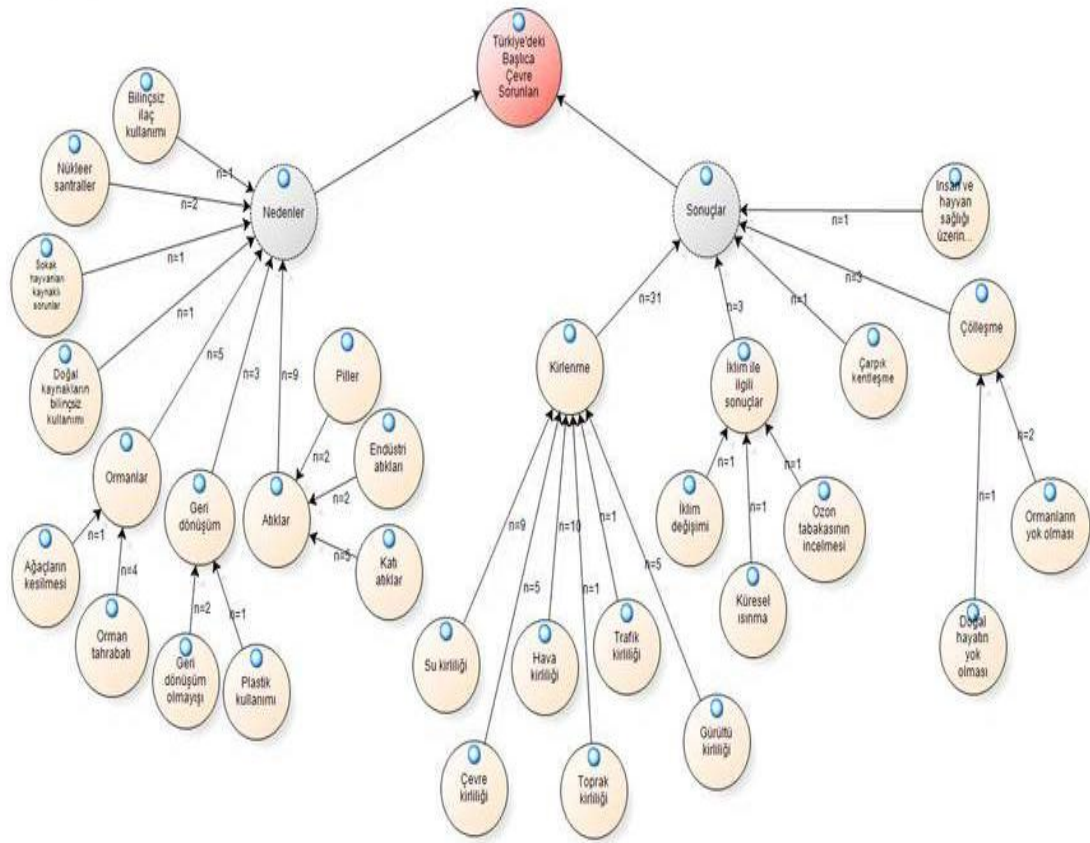 Türkiye'deki
Başlıca
Çevre
Sorunları
Bilinçsiz
ilaç
kullanımı
n=1
Nükleer
santraller
n=2
Nedenler
Sokak
hayvanları
kaynaklı
sorunlar
n=1
Doğal
kaynakların
bilinçsiz
kullanımı
n=1
Ormanlar
n=5
Ağaçların
kesilmesi
n=1
Orman
tahrabatı
n=4
Geri
dönüşüm
n=3
Geri
dönüşüm
olmayışı
n=2
Plastik
kullanımı
n=1
Atıklar
n=9
Piller
n=2
Endüstri
atıkları
n=2
Katı
atıklar
n=5
Sonuçlar
İnsan ve
hayvan
sağlığı
üzerin...
n=1
Kirlenme
n=31
Su kirliliği
n=9
Çevre
kirliliği
n=5
Hava
kirliliği
n=10
Toprak
kirliliği
n=1
Trafik
kirliliği
n=1
Gürültü
kirliliği
n=5
İklim ile
ilgili
sonuçlar
n=3
İklim
değişimi
n=1
Küresel
ısınma
n=1
Ozon
tabakasının
incelmesi
n=1
Çarpık
kentleşme
n=1
Çölleşme
n=3
Doğal
hayatın
yok
olması
n=1
Ormanların
yok olması
n=2